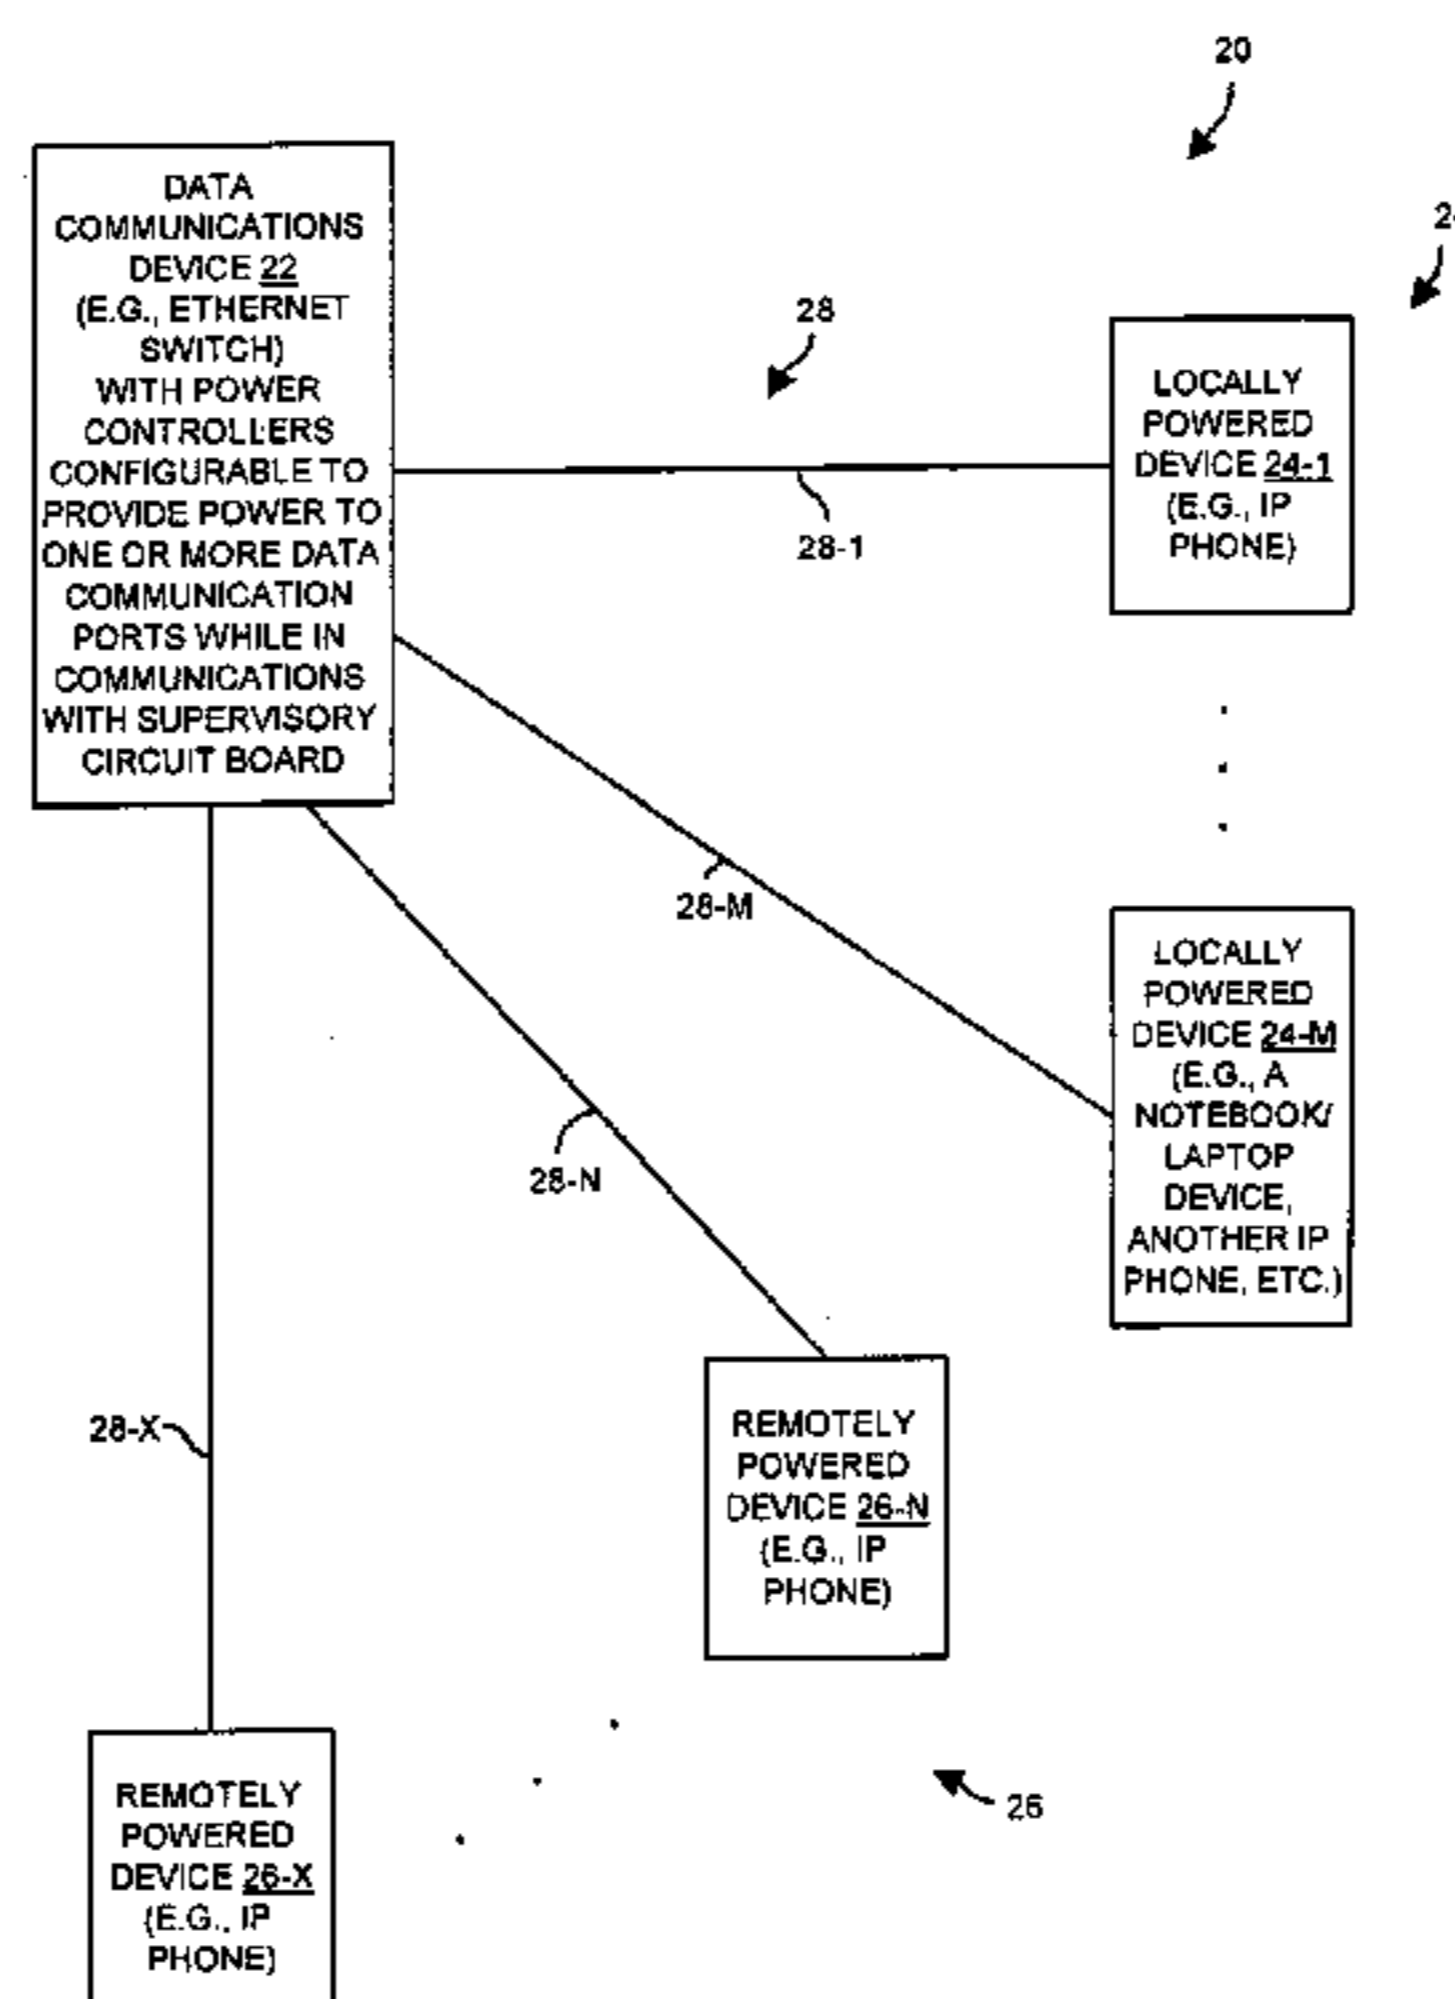 20
DATA
COMMUNICATIONS
DEVICE 22
(E.G., ETHERNET
SWITCH)
WITH POWER
CONTROLLERS
CONFIGURABLE TO
PROVIDE POWER TO
ONE OR MORE DATA
COMMUNICATION
PORTS WHILE IN
COMMUNICATIONS
WITH SUPERVISORY
CIRCUIT BOARD
28
LOCALLY
POWERED
DEVICE 24-1
(E.G., IP
PHONE)
28-1
28-M
LOCALLY
POWERED
DEVICE 24-M
(E.G., A
NOTEBOOK/
LAPTOP
DEVICE,
ANOTHER IP
PHONE, ETC.)
28-N
28-X
REMOTELY
POWERED
DEVICE 26-N
(E.G., IP
PHONE)
26
REMOTELY
POWERED
DEVICE 26-X
(E.G., IP
PHONE)